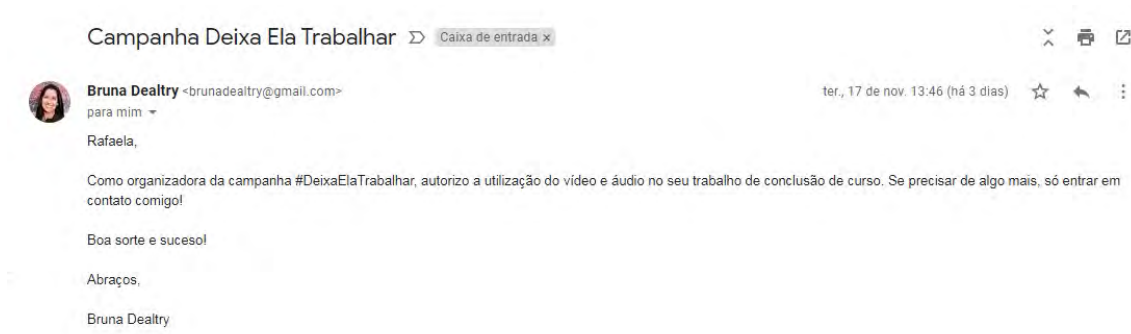 Campanha Deixa Ela Trabalhar Caixa de entrada x
Bruna Dealtry <brunadealtry@gmail.com> ter., 17 de nov. 13:46 (há 3 dias)
para mim
Rafaela,
Como organizadora da campanha #DeixaElaTrabalhar, autorizo a utilização do vídeo e áudio no seu trabalho de conclusão de curso. Se precisar de algo mais, só entrar em
contato comigo!
Boa sorte e suceso!
Abraços,
Bruna Dealtry